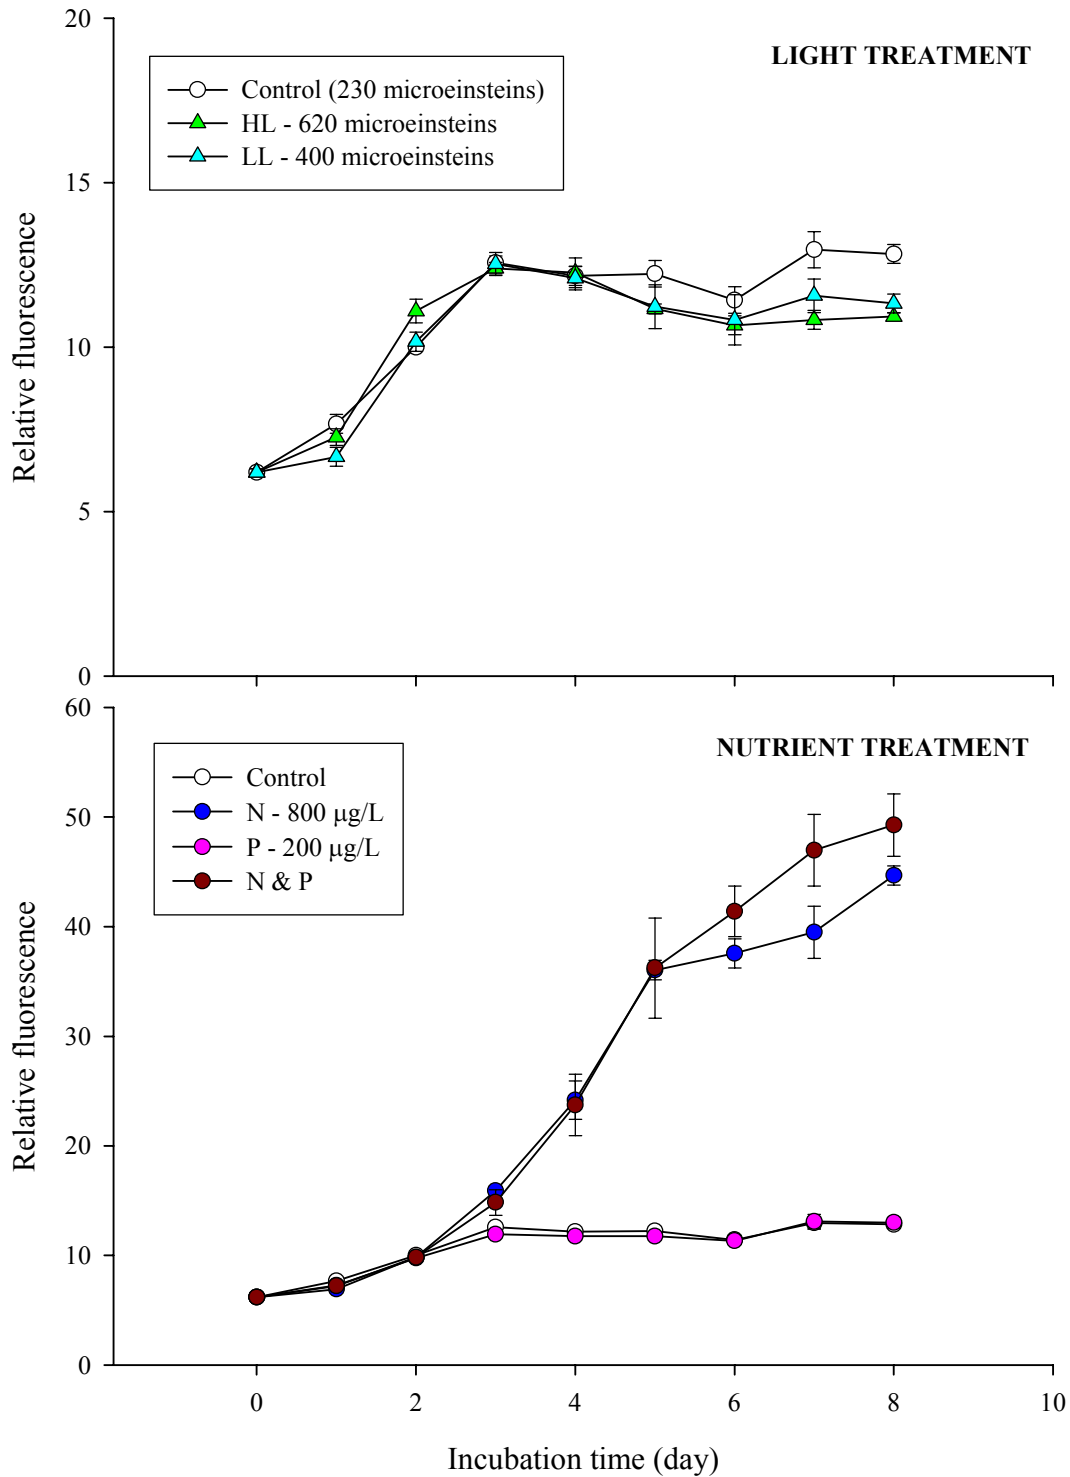 20
LIGHT TREATMENT
Control (230 microeinsteins)
HL - 620 microeinsteins
LL - 400 microeinsteins
15
10
5
0
Relative fluorescence
60
NUTRIENT TREATMENT
Control
N - 800 μg/L
P - 200 μg/L
N & P
50
40
30
20
10
0
Relative fluorescence
0 2 4 6 8 10
Incubation time (day)